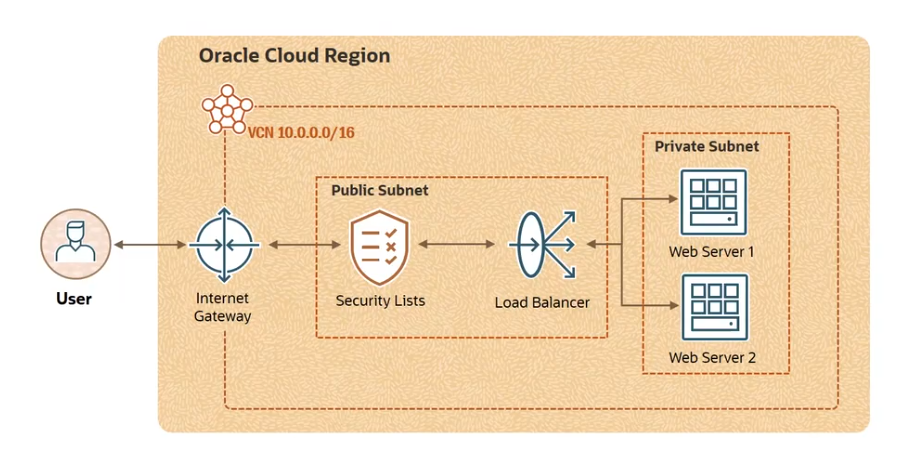 Oracle Cloud Region
VCN 10.0.0.0/16
Private Subnet
Public Subnet
Web Server 1
User
Internet
Gateway
Security Lists
Load Balancer
Web Server 2